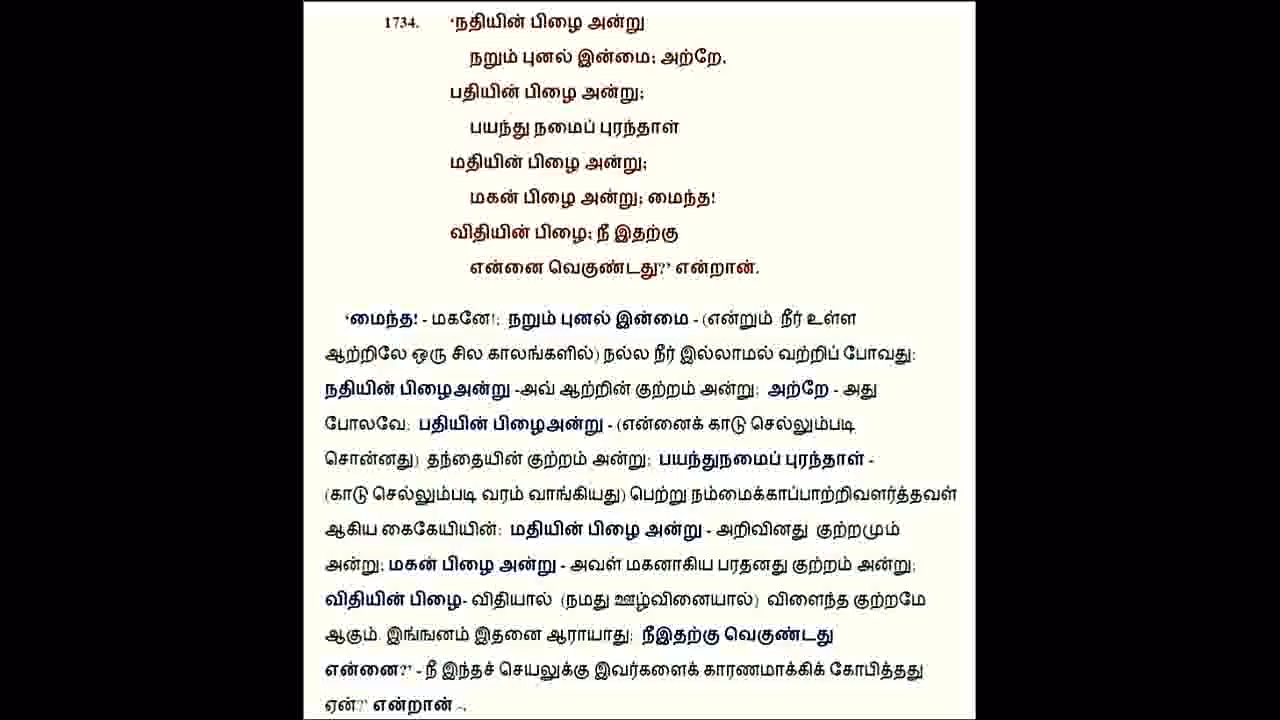 1734. ‘நதியின் பிழை அன்று
நறும் புனல் இன்மை; அற்றே,
பதியின் பிழை அன்று;
பயந்து நமைப் புரந்தாள்
மதியின் பிழை அன்று;
மகன் பிழை அன்று; மைந்த!
விதியின் பிழை; நீ இதற்கு
என்னை வெகுண்டது?’ என்றான்.
‘மைந்த! - மகனே!; நறும் புனல் இன்மை - (என்றும் நீர் உள்ள
ஆற்றிலே ஒரு சில காலங்களில்) நல்ல நீர் இல்லாமல் வற்றிப் போவது;
நதியின் பிழைஅன்று -அவ் ஆற்றின் குற்றம் அன்று; அற்றே - அது
போலவே; பதியின் பிழைஅன்று - (என்னைக் காடு செல்லும்படி
சொன்னது) தந்தையின் குற்றம் அன்று; பயந்துநமைப் புரந்தாள் -
(காடு செல்லும்படி வரம் வாங்கியது) பெற்று நம்மைக்காப்பாற்றிவளர்த்தவள்
ஆகிய கைகேயியின்; மதியின் பிழை அன்று - அறிவினது குற்றமும்
அன்று; மகன் பிழை அன்று - அவள் மகனாகிய பரதனது குற்றம் அன்று;
விதியின் பிழை- விதியால் (நமது ஊழ்வினையால்) விளைந்த குற்றமே
ஆகும். இங்ஙனம் இதனை ஆராயாது; நீஇதற்கு வெகுண்டது
என்னை?’ - நீ இந்தச் செயலுக்கு இவர்களைக் காரணமாக்கிக் கோபித்தது
ஏன்?’ என்றான் -.